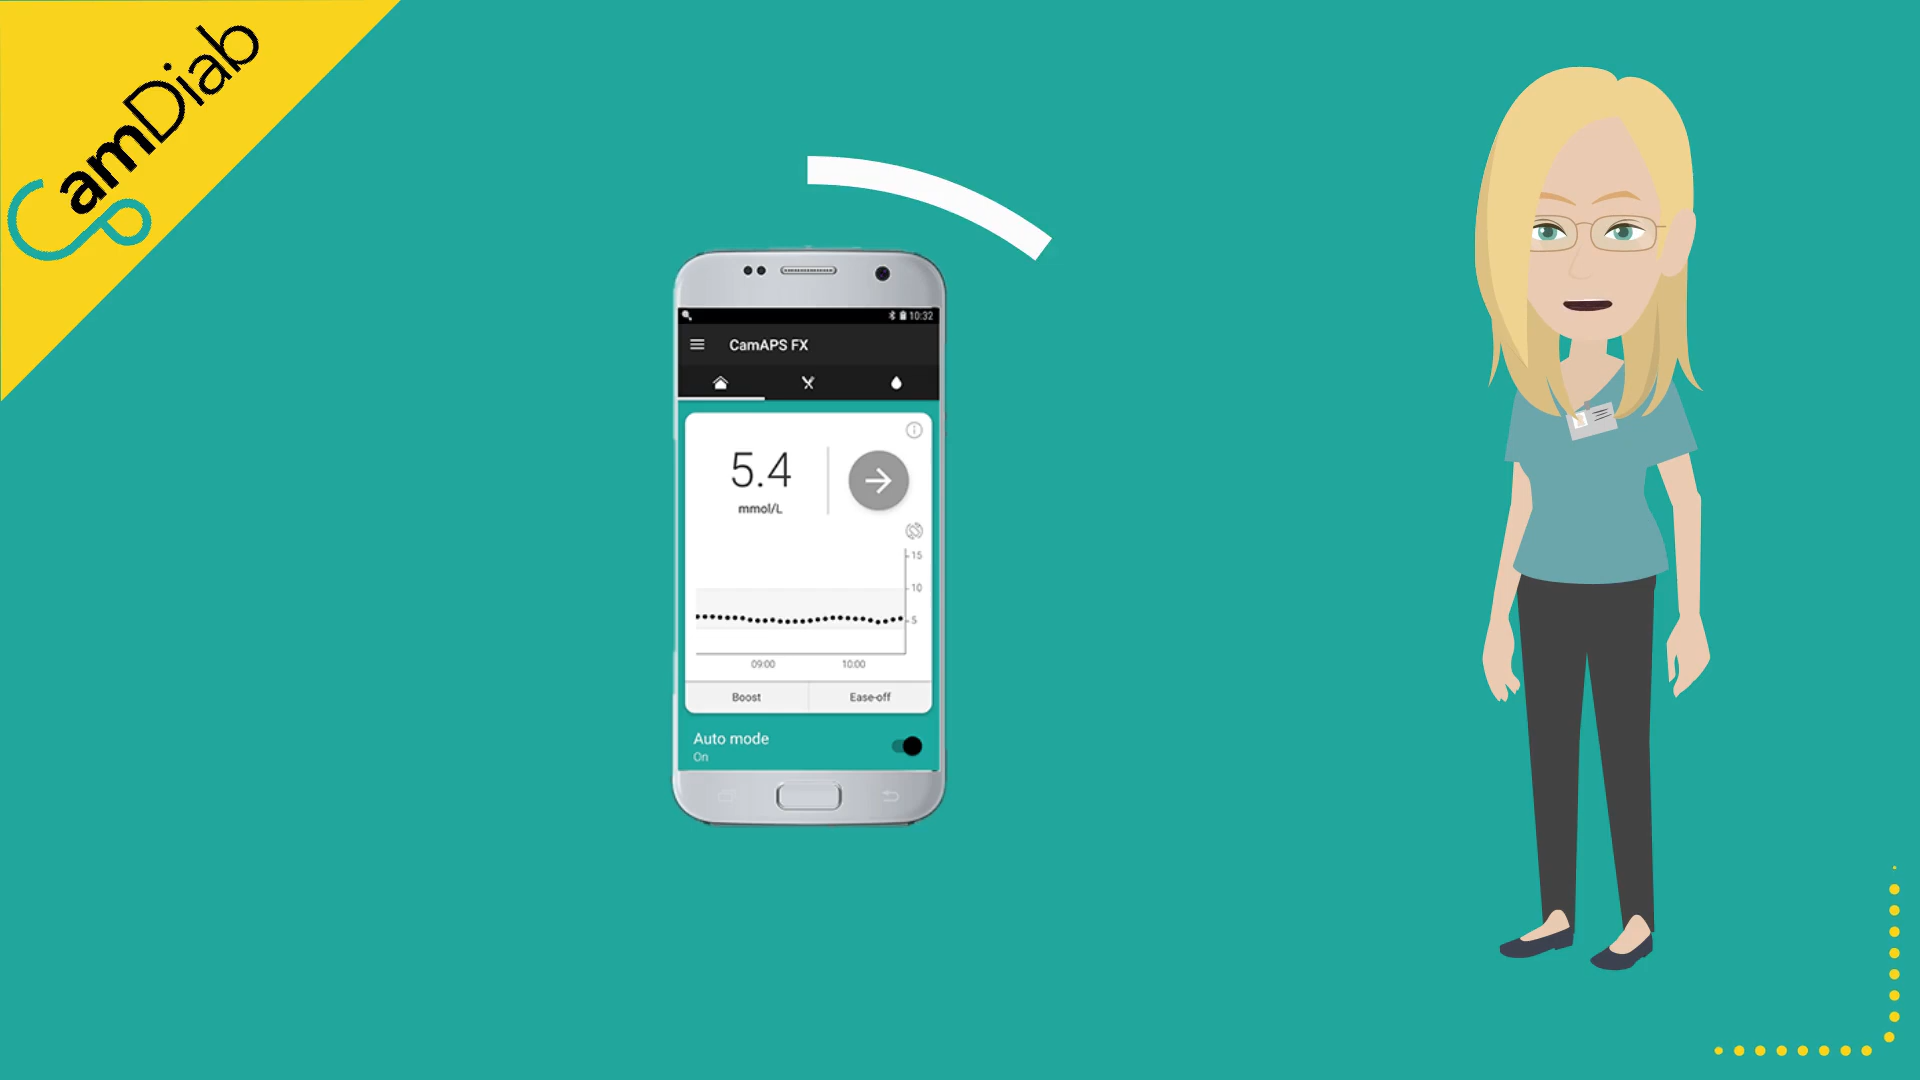 CamDiab
10:32
CamAPS FX
5.4
mmol/L
15
10
5
09:00
10:00
Boost
Ease-off
Auto mode
On